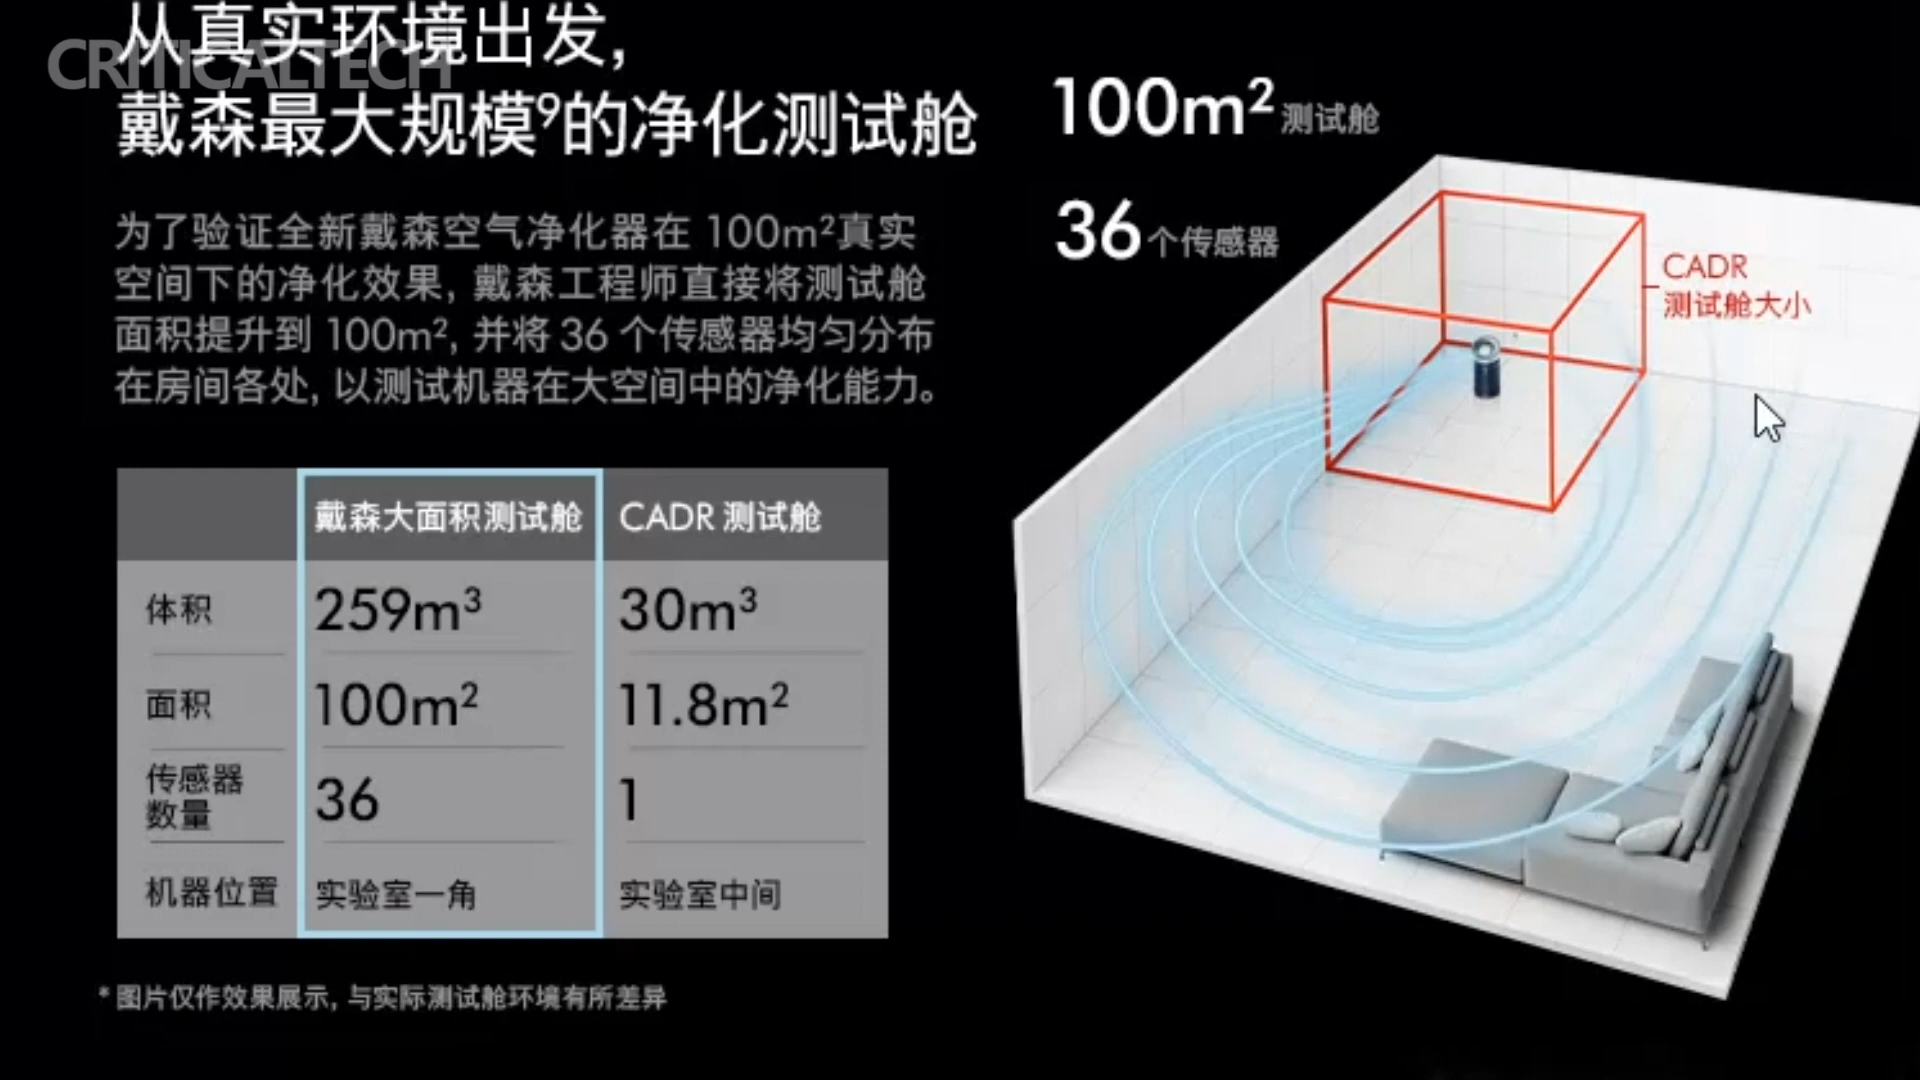 CRITICALTECH
从真实环境出发,
戴森最大规模⁹的净化测试舱
为了验证全新戴森空气净化器在 100m²真实
空间下的净化效果, 戴森工程师直接将测试舱
面积提升到 100m², 并将 36 个传感器均匀分布
在房间各处, 以测试机器在大空间中的净化能力。
100m² 测试舱
36 个传感器
CADR
测试舱大小
戴森大面积测试舱 CADR 测试舱
体积 259m³ 30m³
面积 100m² 11.8m²
传感器
数量 36 1
机器位置 实验室一角 实验室中间
* 图片仅作效果展示, 与实际测试舱环境有所差异